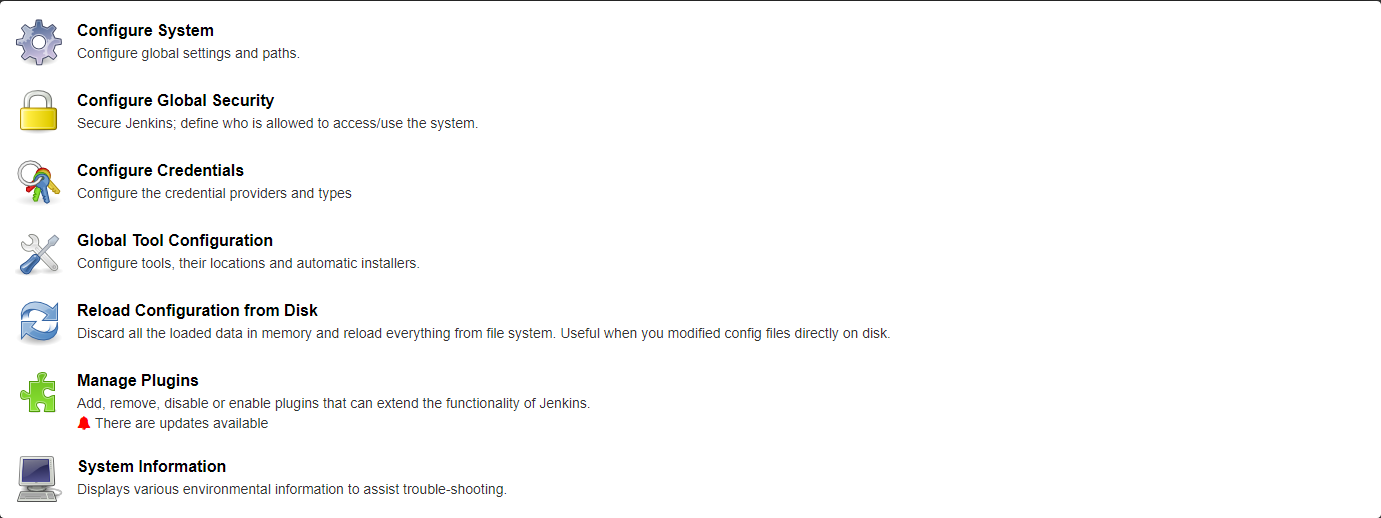 Configure System
Configure global settings and paths.
Configure Global Security
Secure Jenkins; define who is allowed to access/use the system.
Configure Credentials
Configure the credential providers and types
Global Tool Configuration
Configure tools, their locations and automatic installers.
Reload Configuration from Disk
Discard all the loaded data in memory and reload everything from file system. Useful when you modified config files directly on disk.
Manage Plugins
Add, remove, disable or enable plugins that can extend the functionality of Jenkins.
There are updates available
System Information
Displays various environmental information to assist trouble-shooting.